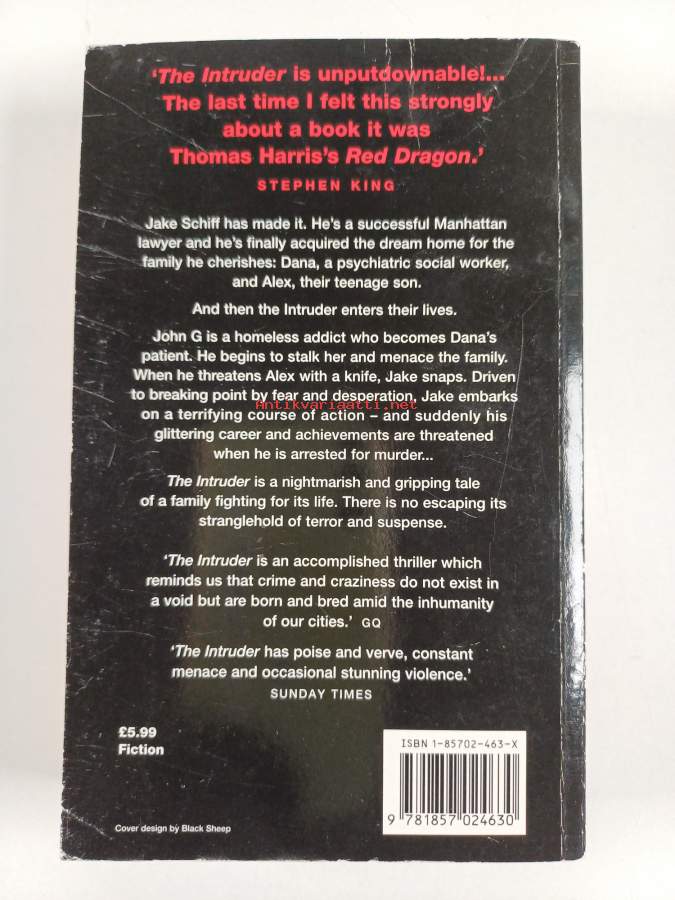 ‘The Intruder is unputdownable!...
The last time I felt this strongly
about a book it was
Thomas Harris’s Red Dragon.’
STEPHEN KING
Jake Schiff has made it. He’s a successful Manhattan
lawyer and he’s finally acquired the dream home for the
family he cherishes: Dana, a psychiatric social worker,
and Alex, their teenage son.
And then the Intruder enters their lives.
John G is a homeless addict who becomes Dana’s
patient. He begins to stalk her and menace the family.
When he threatens Alex with a knife, Jake snaps. Driven
to breaking point by fear and desperation, Jake embarks
Antikvariaatti.net
on a terrifying course of action – and suddenly his
glittering career and achievements are threatened
when he is arrested for murder...
The Intruder is a nightmarish and gripping tale
of a family fighting for its life. There is no escaping its
stranglehold of terror and suspense.
‘The Intruder is an accomplished thriller which
reminds us that crime and craziness do not exist in
a void but are born and bred amid the inhumanity
of our cities.’ GQ
‘The Intruder has poise and verve, constant
menace and occasional stunning violence.’
SUNDAY TIMES
£5.99
Fiction
ISBN 1-85702-463-X
9 781857 024630
Cover design by Black Sheep